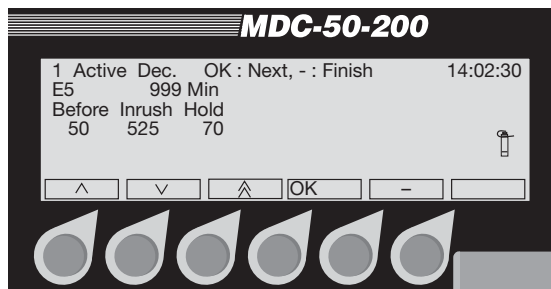 MDC-50-200
1 Active Dec. OK : Next, - : Finish 14:02:30
E5 999 Min
Before Inrush Hold
50 525 70
OK –